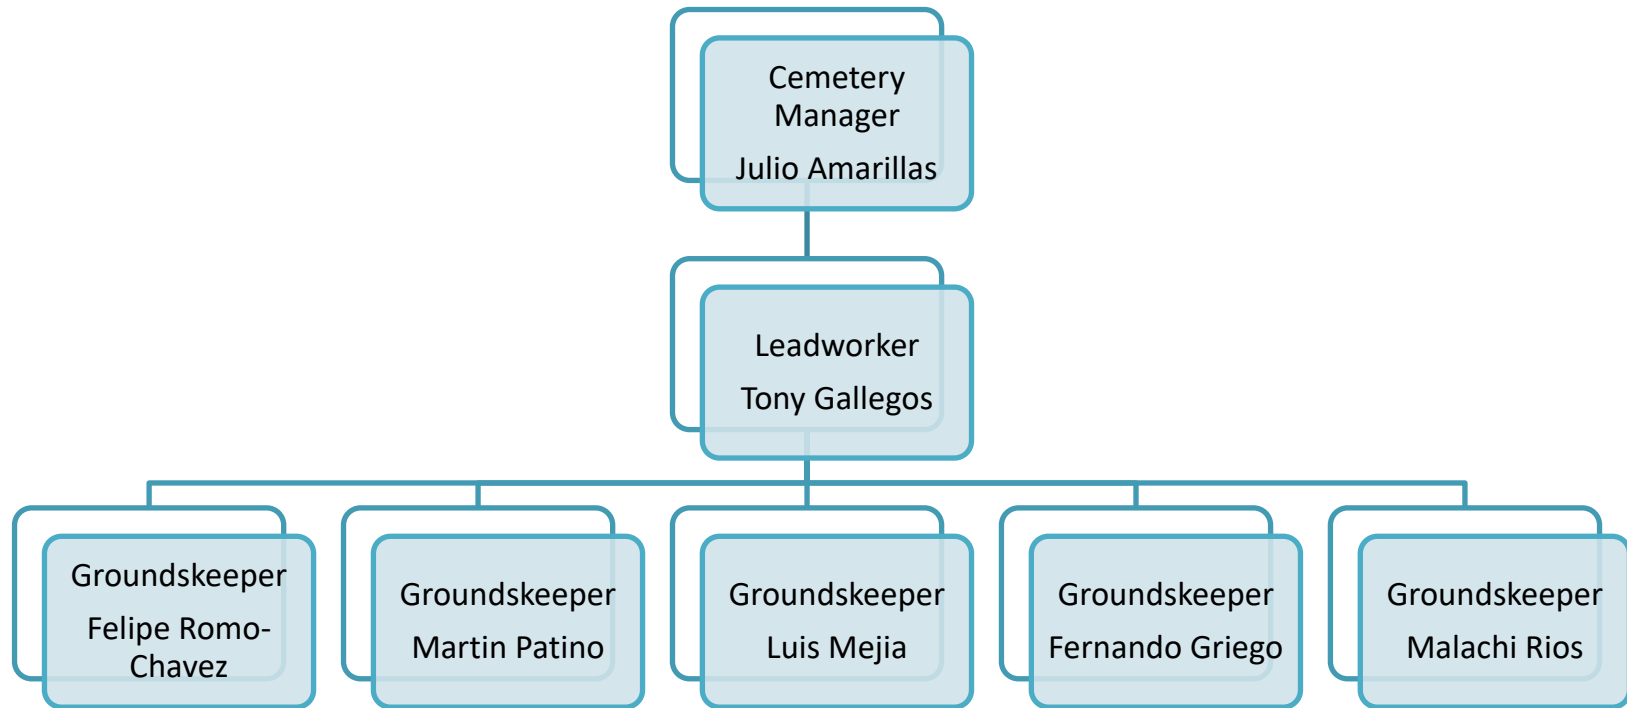 Cemetery
Manager
Julio Amarillas
Leadworker
Tony Gallegos
Groundskeeper
Felipe Romo-
Chavez
Groundskeeper
Martin Patino
Groundskeeper
Luis Mejia
Groundskeeper
Fernando Griego
Groundskeeper
Malachi Rios